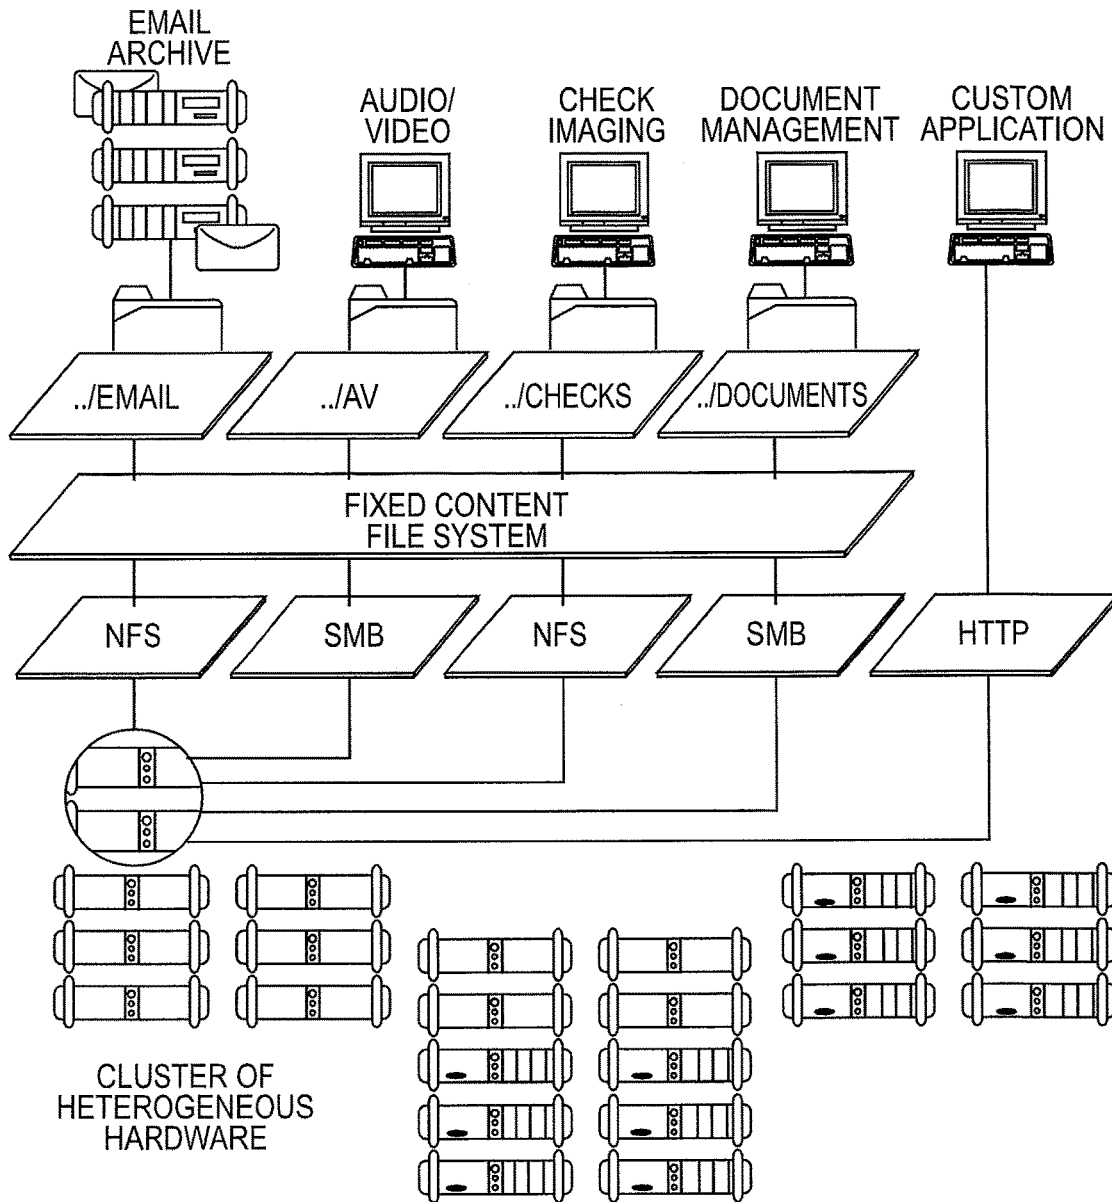 EMAIL
ARCHIVE
AUDIO/
VIDEO
CHECK
IMAGING
DOCUMENT
MANAGEMENT
CUSTOM
APPLICATION
../EMAIL
../AV
../CHECKS
../DOCUMENTS
FIXED CONTENT
FILE SYSTEM
NFS
SMB
NFS
SMB
HTTP
CLUSTER OF
HETEROGENEOUS
HARDWARE